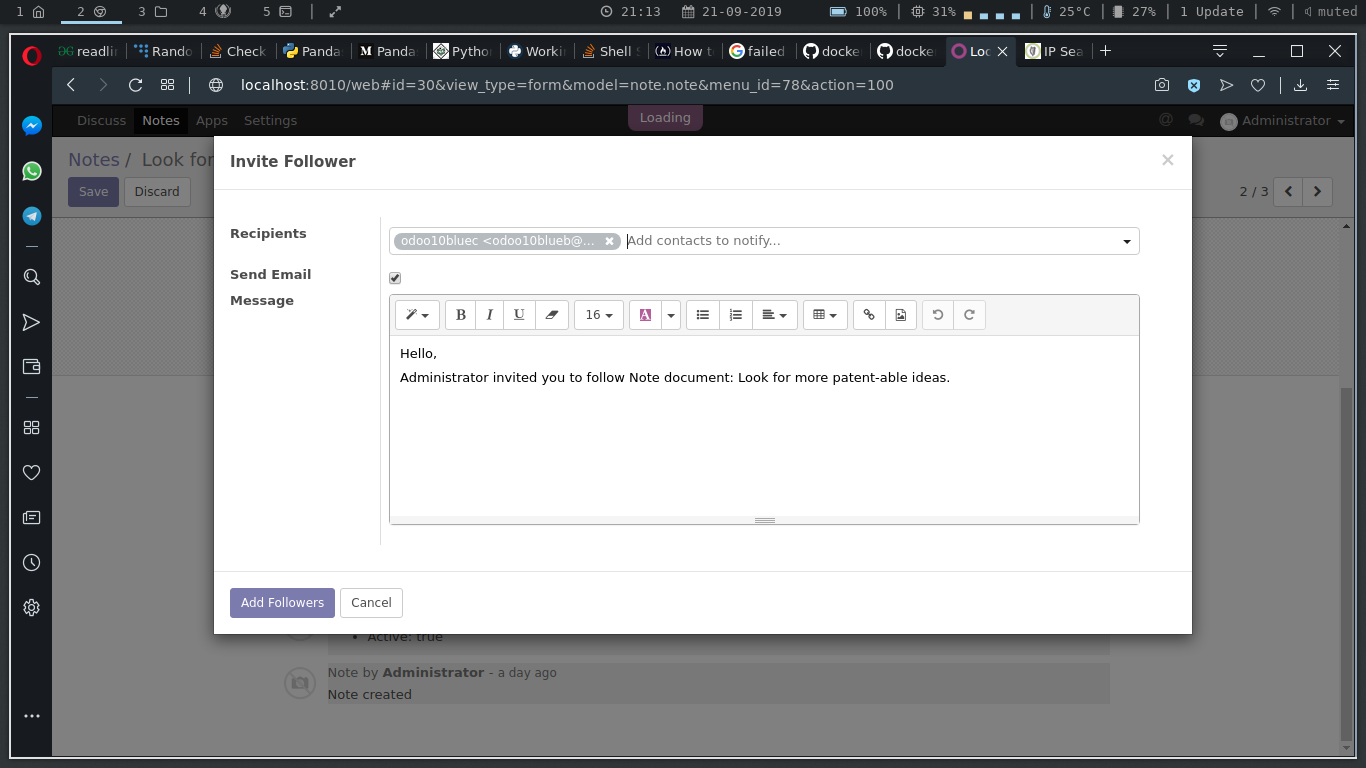 1 2 3 4 5 21:13 21-09-2019 100% 31% 25°C 27% 1 Update muted
readli Rando Check Panda Panda Pytho Worki Shell S How t failed docke docke Loo IP Sea
localhost:8010/web#id=30&view_type=form&model=note.note&menu_id=78&action=100
Discuss Notes Apps Settings Loading @ Administrator
Notes / Look for
Save Discard 2 / 3
Invite Follower ×
Recipients odoo10bluec <odoo10blueb@... Add contacts to notify...
Send Email
Message
B I U 16 A
Hello,
Administrator invited you to follow Note document: Look for more patent-able ideas.
Add Followers Cancel
Active: true
Note by Administrator - a day ago
Note created